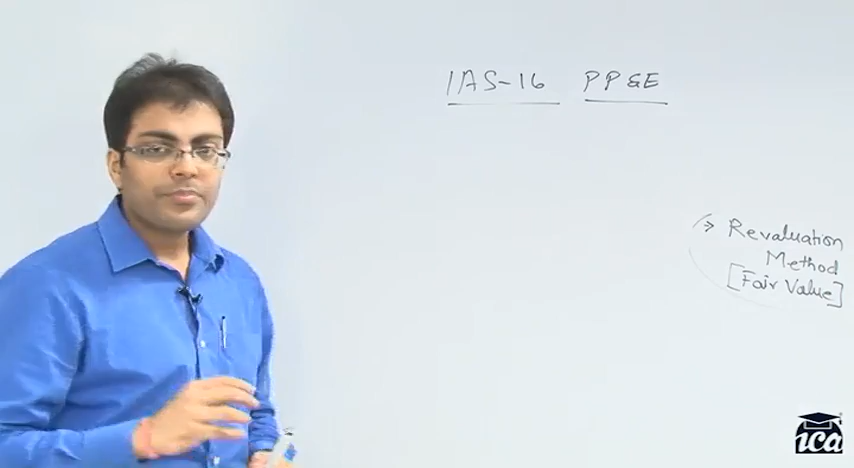 IAS-16 PP&E
→ Revaluation
Method
[Fair Value]
ica